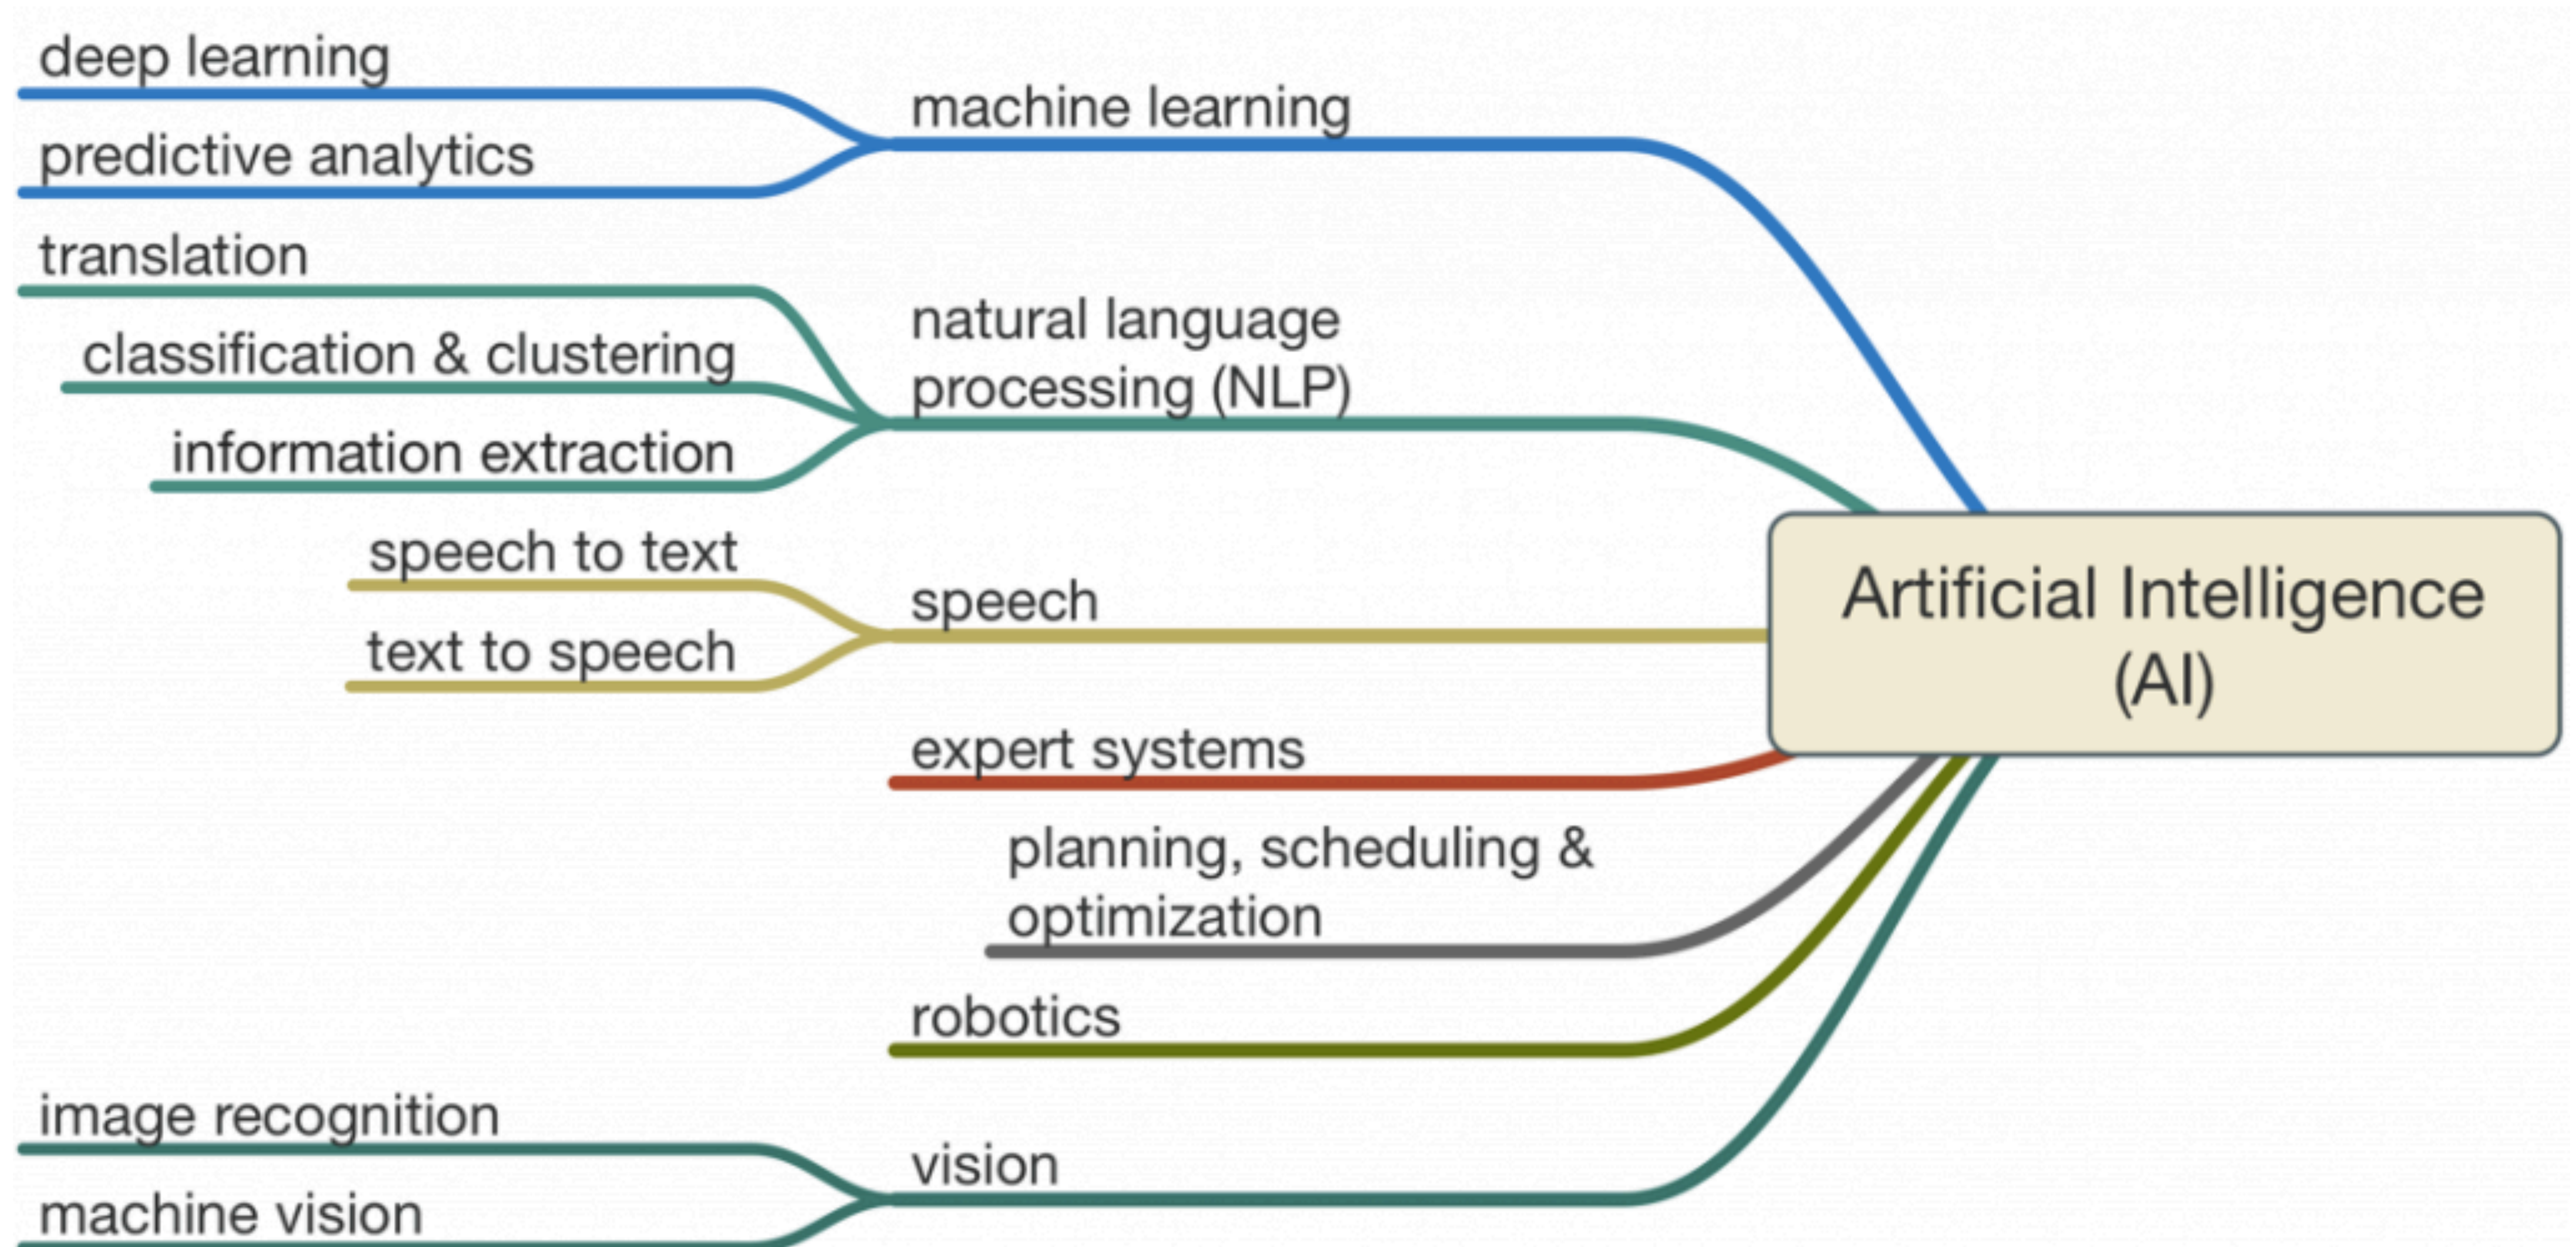 deep learning
machine learning
predictive analytics
translation
natural language
processing (NLP)
classification & clustering
information extraction
speech to text
speech
text to speech
Artificial Intelligence
(AI)
expert systems
planning, scheduling &
optimization
robotics
image recognition
vision
machine vision